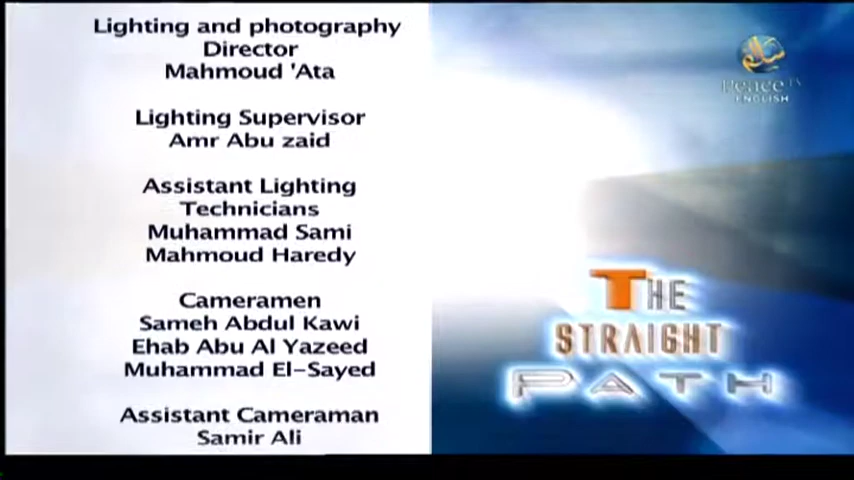 Lighting and photography
Director
Mahmoud 'Ata
Lighting Supervisor
Amr Abu zaid
Assistant Lighting
Technicians
Muhammad Sami
Mahmoud Haredy
Cameramen
Sameh Abdul Kawi
Ehab Abu Al Yazeed
Muhammad El-Sayed
Assistant Cameraman
Samir Ali
سلام
Peace TV
ENGLISH
THE
STRAIGHT
PATH